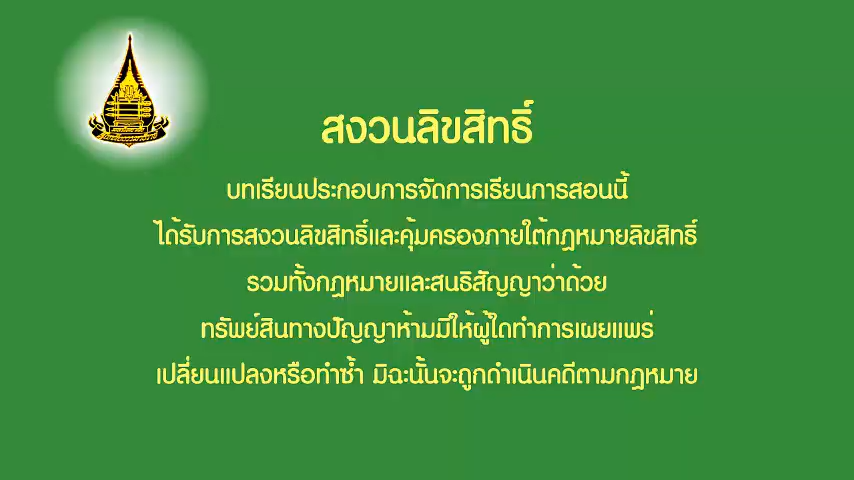 สงวนลิขสิทธิ์
บทเรียนประกอบการจัดการเรียนการสอนนี้
ได้รับการสงวนลิขสิทธิ์และคุ้มครองภายใต้กฎหมายลิขสิทธิ์
รวมทั้งกฎหมายและสนธิสัญญาว่าด้วย
ทรัพย์สินทางปัญญาห้ามมิให้ผู้ใดทำการเผยแพร่
เปลี่ยนแปลงหรือทำซ้ำ มิฉะนั้นจะถูกดำเนินคดีตามกฎหมาย